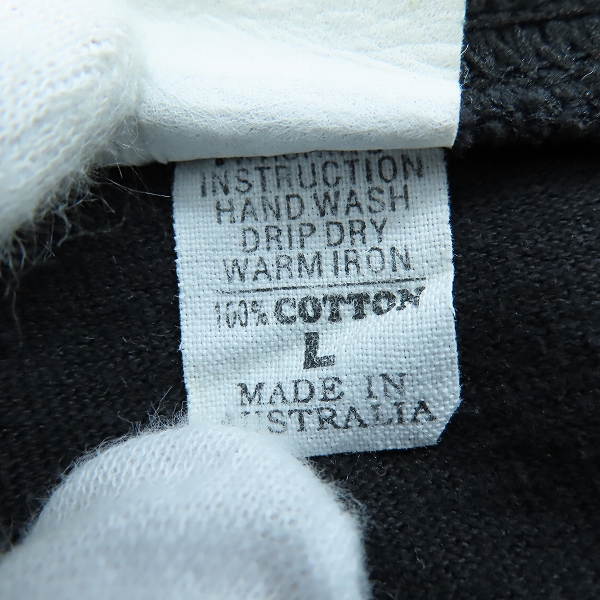 INSTRUCTION
HAND WASH
DRIP DRY
WARM IRON
100% COTTON
L
MADE IN
AUSTRALIA